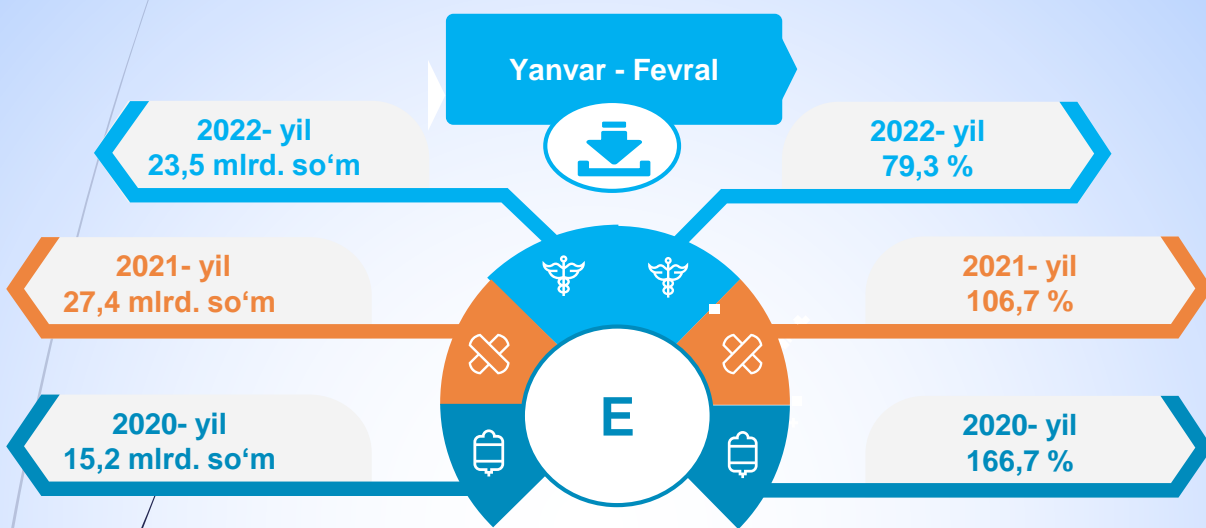 Yanvar - Fevral
2022- yil
23,5 mlrd. so‘m
2022- yil
79,3 %
2021- yil
27,4 mlrd. so‘m
2021- yil
106,7 %
E
2020- yil
15,2 mlrd. so‘m
2020- yil
166,7 %